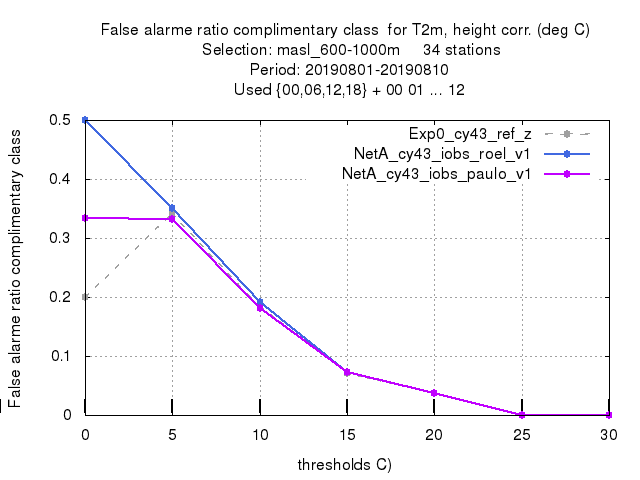 False alarme ratio complimentary class  for T2m, height corr. (deg C)
Selection: masl_600-1000m     34 stations
Period: 20190801-20190810
Used {00,06,12,18} + 00 01 ... 12
Exp0_cy43_ref_z
NetA_cy43_iobs_roel_v1
NetA_cy43_iobs_paulo_v1
False alarme ratio complimentary class
0.5
0.4
0.3
0.2
0.1
0
0 5 10 15 20 25 30
thresholds C)